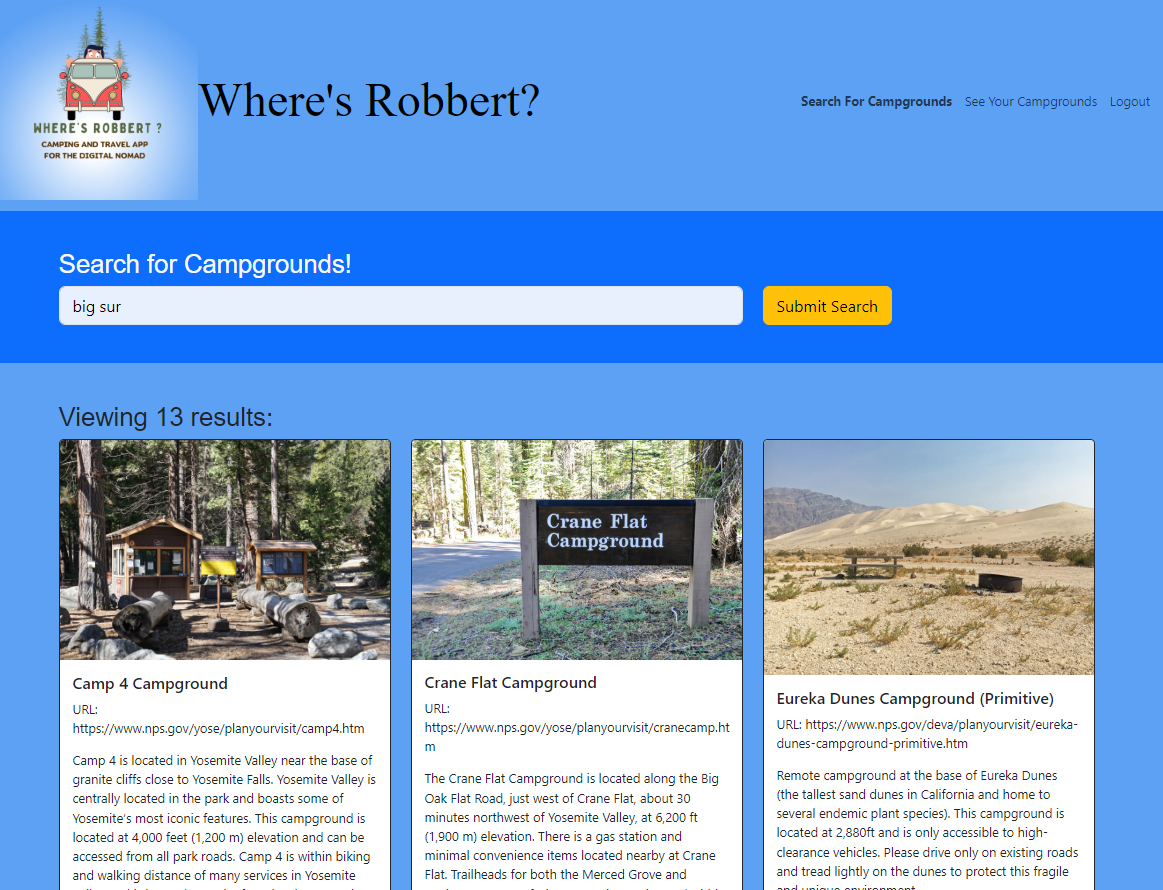 WHERE'S ROBBERT ?
CAMPING AND TRAVEL APP
FOR THE DIGITAL NOMAD
Where's Robbert?
Search For Campgrounds See Your Campgrounds Logout
Search for Campgrounds!
big sur
Submit Search
Viewing 13 results:
Camp 4 Campground
URL:
https://www.nps.gov/yose/planyourvisit/camp4.htm
Camp 4 is located in Yosemite Valley near the base of
granite cliffs close to Yosemite Falls. Yosemite Valley is
centrally located in the park and boasts some of
Yosemite's most iconic features. This campground is
located at 4,000 feet (1,200 m) elevation and can be
accessed from all park roads. Camp 4 is within biking
and walking distance of many services in Yosemite
Crane Flat
Campground
Crane Flat Campground
URL:
https://www.nps.gov/yose/planyourvisit/cranecamp.ht
m
The Crane Flat Campground is located along the Big
Oak Flat Road, just west of Crane Flat, about 30
minutes northwest of Yosemite Valley, at 6,200 ft
(1,900 m) elevation. There is a gas station and
minimal convenience items located nearby at Crane
Flat. Trailheads for both the Merced Grove and
Eureka Dunes Campground (Primitive)
URL: https://www.nps.gov/deva/planyourvisit/eureka-
dunes-campground-primitive.htm
Remote campground at the base of Eureka Dunes
(the tallest sand dunes in California and home to
several endemic plant species). This campground is
located at 2,880ft and is only accessible to high-
clearance vehicles. Please drive only on existing roads
and tread lightly on the dunes to protect this fragile
and unique environment.